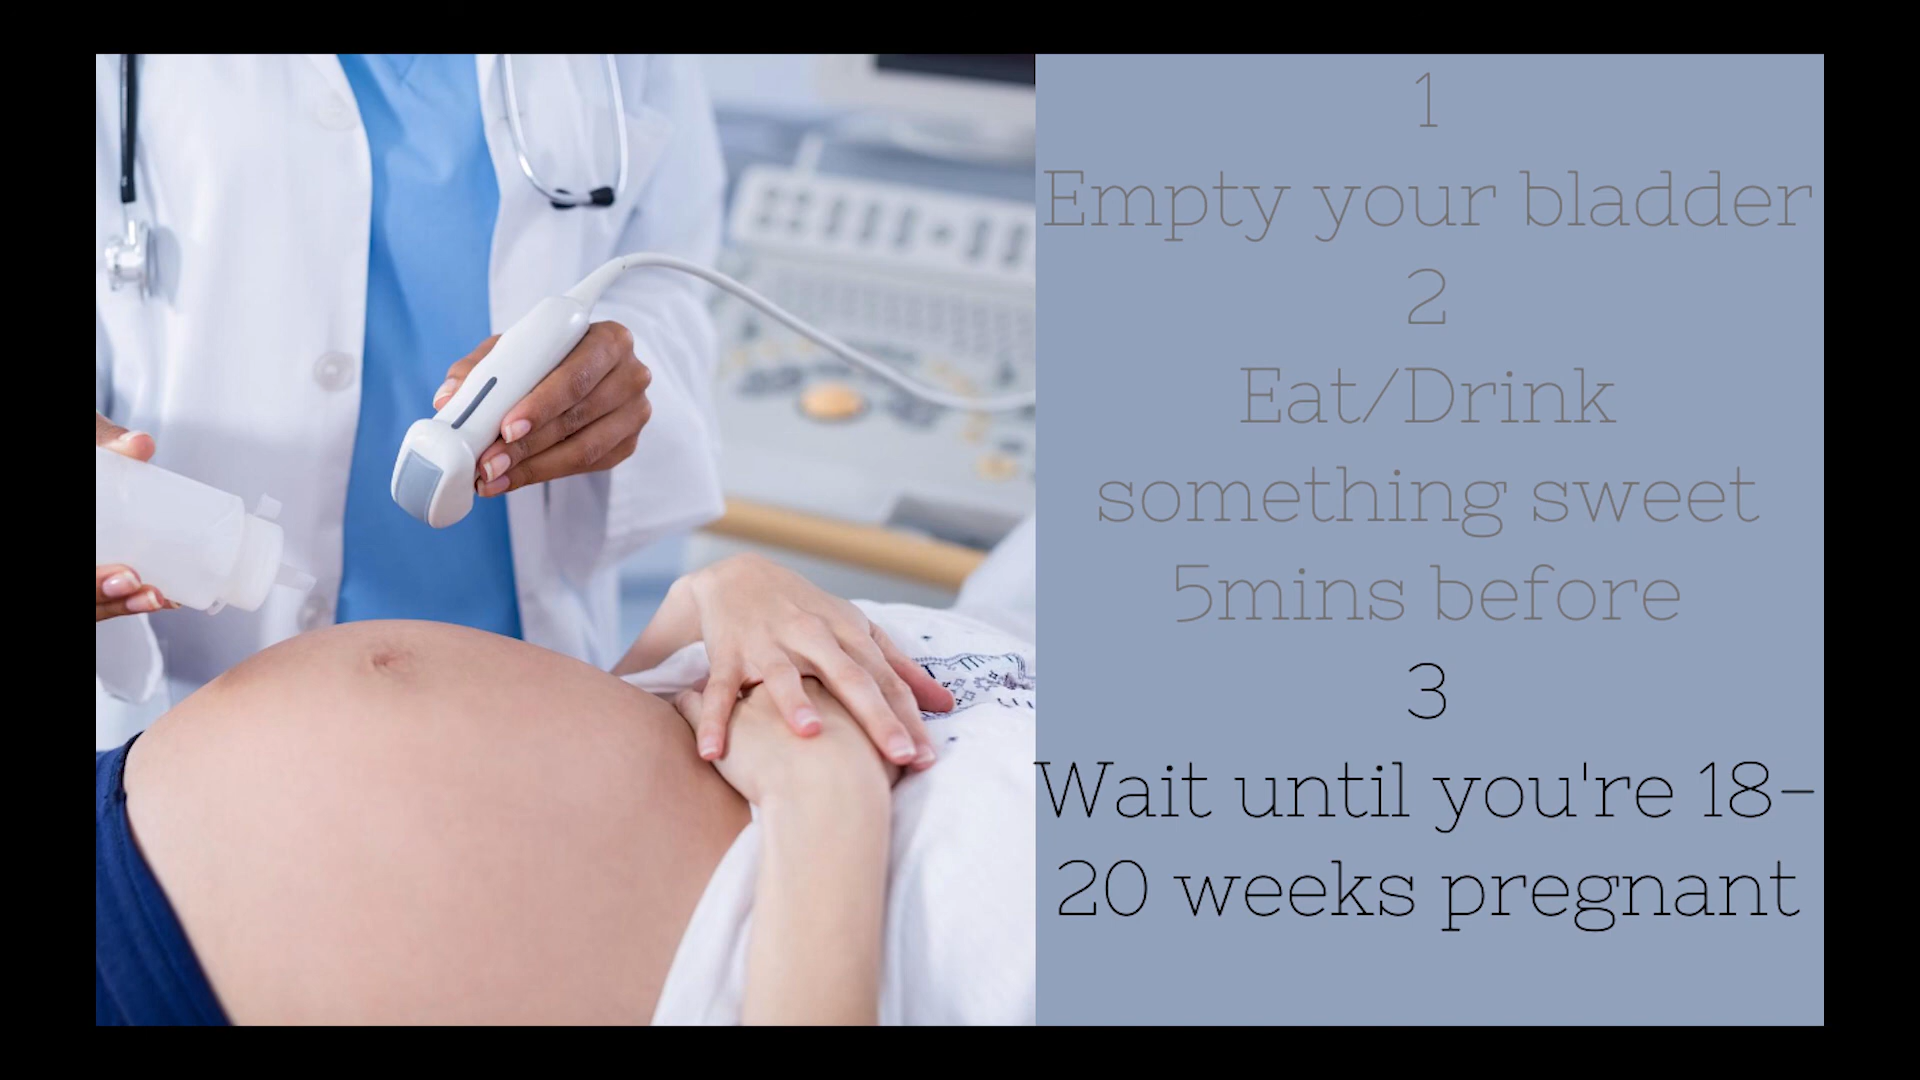 1
Empty your bladder
2
Eat/Drink
something sweet
5mins before
3
Wait until you're 18-
20 weeks pregnant